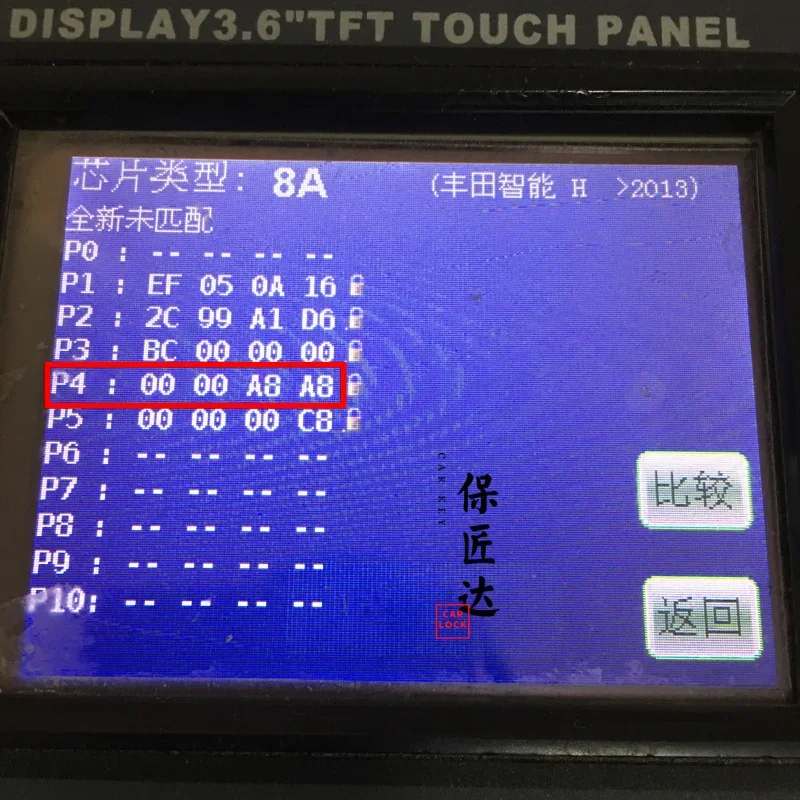 DISPLAY3.6"TFT TOUCH PANEL
芯片类型: 8A (丰田智能 H >2013)
全新未匹配
P0 : -- -- -- --
P1 : EF 05 0A 16
P2 : 2C 99 A1 D6
P3 : BC 00 00 00
P4 : 00 00 A8 A8
P5 : 00 00 00 C8
P6 : -- -- -- --
P7 : -- -- -- --
P8 : -- -- -- --
P9 : -- -- -- --
P10: -- -- -- --
比较
返回
保匠达
CAR KEY
CAR
LOCK